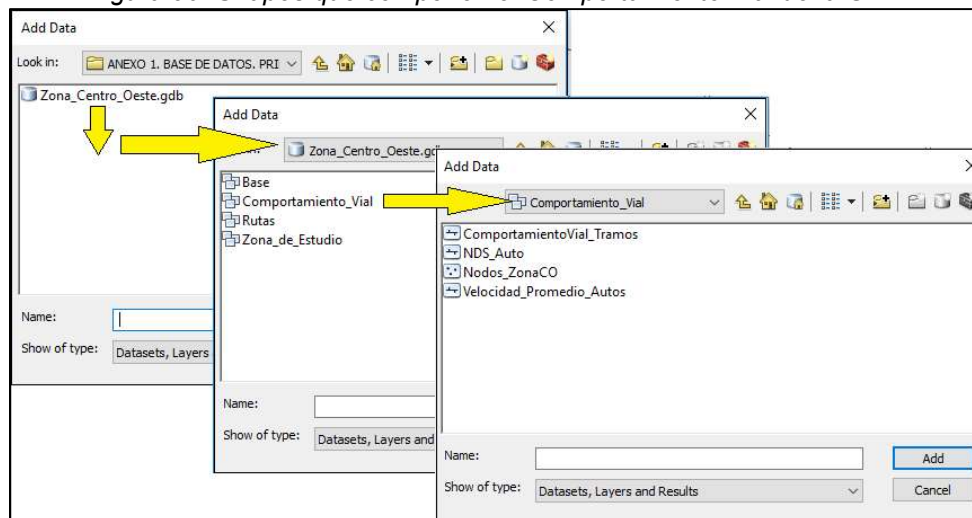 Add Data
Look in: ANEXO 1. BASE DE DATOS. PRI
Zona_Centro_Oeste.gdb
Name:
Show of type: Datasets, Layers
Add Data
Zona_Centro_Oeste.gd
Base
Comportamiento_Vial
Rutas
Zona_de_Estudio
Name:
Show of type: Datasets, Layers and
Add Data
Comportamiento_Vial
ComportamientoVial_Tramos
NDS_Auto
Nodos_ZonaCO
Velocidad_Promedio_Autos
Name:
Add
Show of type: Datasets, Layers and Results
Cancel